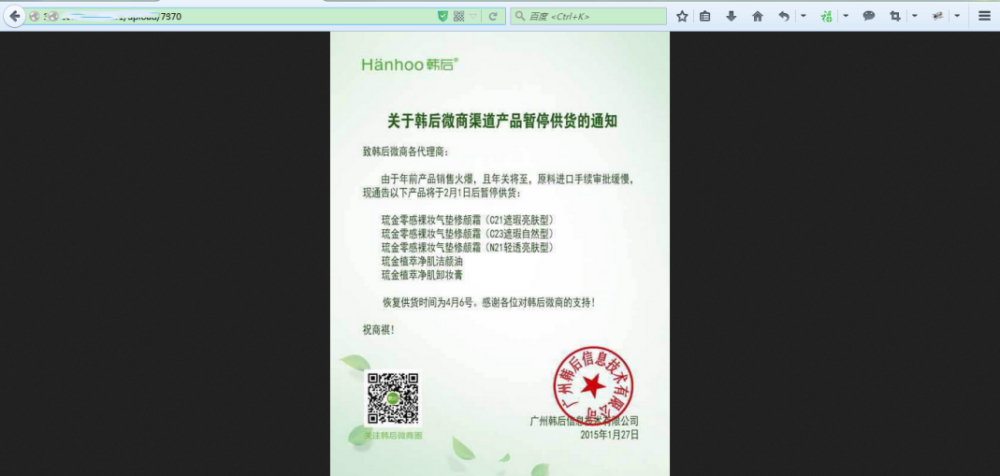 /upload/7870
百度 <Ctrl+K>
Hänhoo 韩后®
关于韩后微商渠道产品暂停供货的通知
致韩后微商各代理商：
由于年前产品销售火爆，且年关将至，原料进口手续审批缓慢，
现通告以下产品将于2月1日后暂停供货：
琉金零感裸妆气垫修颜霜（C21遮瑕亮肤型）
琉金零感裸妆气垫修颜霜（C23遮瑕自然型）
琉金零感裸妆气垫修颜霜（N21轻透亮肤型）
琉金植萃净肌洁颜油
琉金植萃净肌卸妆膏
恢复供货时间为4月6号。感谢各位对韩后微商的支持！
祝商祺！
广州韩后信息技术有限公司
关注韩后微商圈
广州韩后信息技术有限公司
2015年1月27日